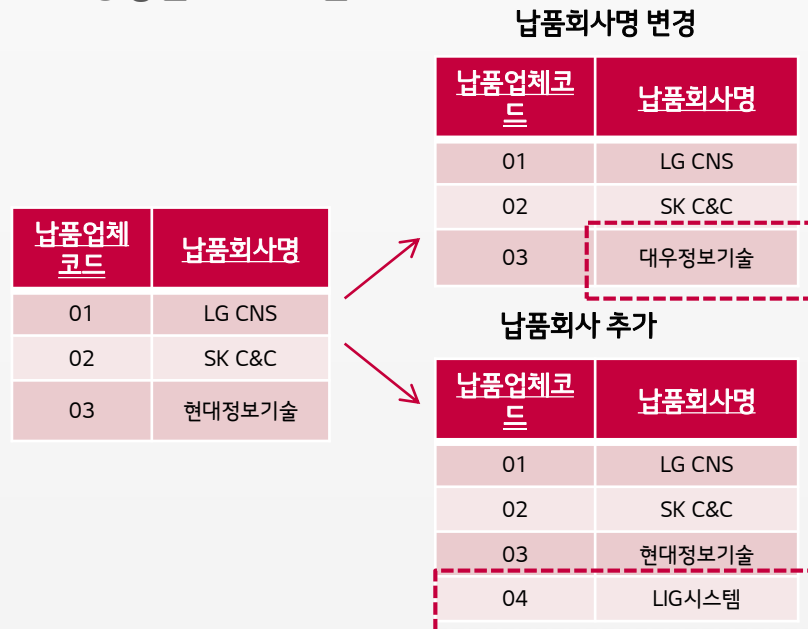 납품회사명 변경
납품업체코
드
납품회사명
01
LG CNS
02
SK C&C
03
대우정보기술
납품업체
코드
납품회사명
01
LG CNS
02
SK C&C
03
현대정보기술
납품회사 추가
납품업체코
드
납품회사명
01
LG CNS
02
SK C&C
03
현대정보기술
04
LIG시스템